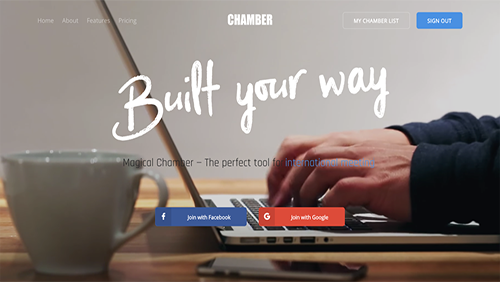 Home About Features Pricing
CHAMBER
MY CHAMBER LIST
SIGN OUT
Built your way
Magical Chamber – The perfect tool for international
Join with Facebook
Join with Google